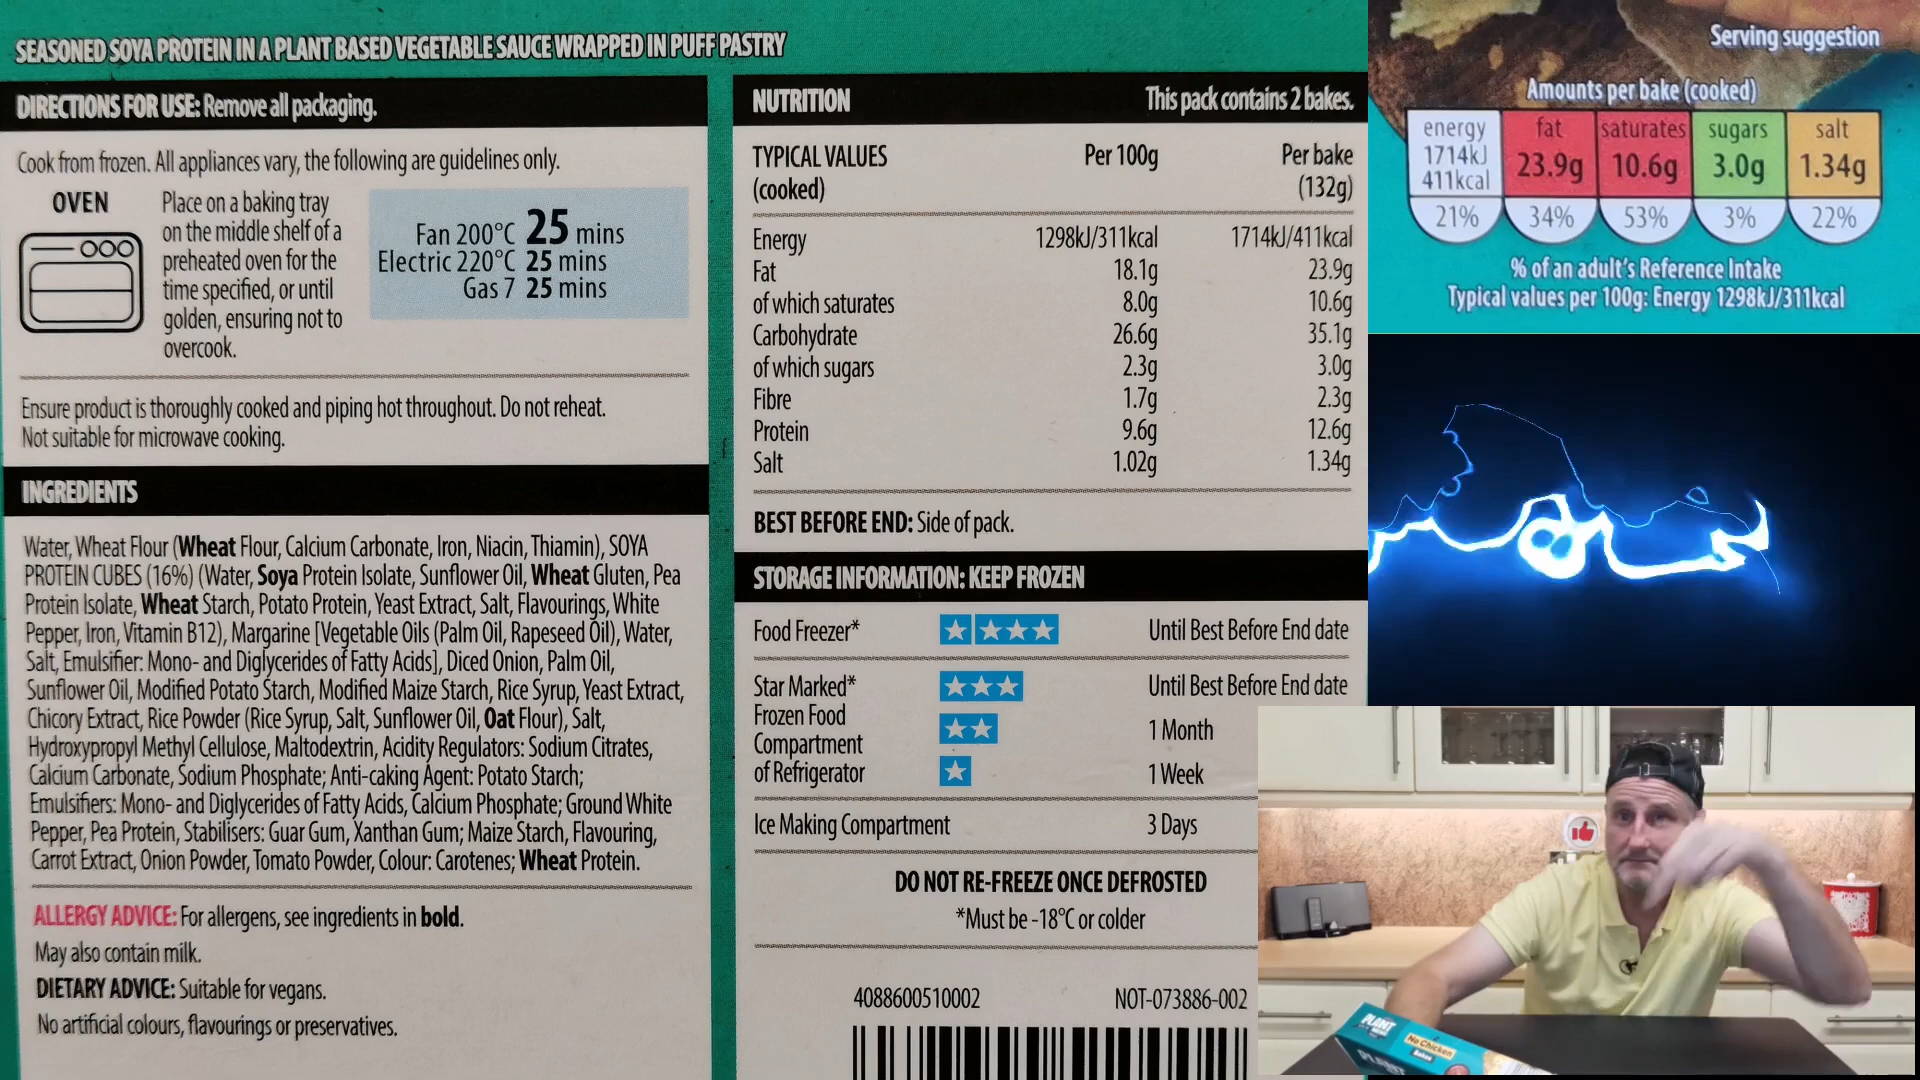 SEASONED SOYA PROTEIN IN A PLANT BASED VEGETABLE SAUCE WRAPPED IN PUFF PASTRY
DIRECTIONS FOR USE: Remove all packaging.
Cook from frozen. All appliances vary, the following are guidelines only.
OVEN
Place on a baking tray
on the middle shelf of a
preheated oven for the
time specified, or until
golden, ensuring not to
overcook.
Fan 200°C 25 mins
Electric 220°C 25 mins
Gas 7 25 mins
Ensure product is thoroughly cooked and piping hot throughout. Do not reheat.
Not suitable for microwave cooking.
INGREDIENTS
Water, Wheat Flour (Wheat Flour, Calcium Carbonate, Iron, Niacin, Thiamin), SOYA
PROTEIN CUBES (16%) (Water, Soya Protein Isolate, Sunflower Oil, Wheat Gluten, Pea
Protein Isolate, Wheat Starch, Potato Protein, Yeast Extract, Salt, Flavourings, White
Pepper, Iron, Vitamin B12), Margarine [Vegetable Oils (Palm Oil, Rapeseed Oil), Water,
Salt, Emulsifier: Mono- and Diglycerides of Fatty Acids], Diced Onion, Palm Oil,
Sunflower Oil, Modified Potato Starch, Modified Maize Starch, Rice Syrup, Yeast Extract,
Chicory Extract, Rice Powder (Rice Syrup, Salt, Sunflower Oil, Oat Flour), Salt,
Hydroxypropyl Methyl Cellulose, Maltodextrin, Acidity Regulators: Sodium Citrates,
Calcium Carbonate, Sodium Phosphate; Anti-caking Agent: Potato Starch;
Emulsifiers: Mono- and Diglycerides of Fatty Acids, Calcium Phosphate; Ground White
Pepper, Pea Protein, Stabilisers: Guar Gum, Xanthan Gum; Maize Starch, Flavouring,
Carrot Extract, Onion Powder, Tomato Powder, Colour: Carotenes; Wheat Protein.
ALLERGY ADVICE: For allergens, see ingredients in bold.
May also contain milk.
DIETARY ADVICE: Suitable for vegans.
No artificial colours, flavourings or preservatives.
NUTRITION This pack contains 2 bakes.
TYPICAL VALUES Per 100g Per bake
(cooked) (132g)
Energy 1298kJ/311kcal 1714kJ/411kcal
Fat 18.1g 23.9g
of which saturates 8.0g 10.6g
Carbohydrate 26.6g 35.1g
of which sugars 2.3g 3.0g
Fibre 1.7g 2.3g
Protein 9.6g 12.6g
Salt 1.02g 1.34g
BEST BEFORE END: Side of pack.
STORAGE INFORMATION: KEEP FROZEN
Food Freezer* Until Best Before End date
Star Marked* Until Best Before End date
Frozen Food
Compartment 1 Month
of Refrigerator 1 Week
Ice Making Compartment 3 Days
DO NOT RE-FREEZE ONCE DEFROSTED
*Must be -18°C or colder
4088600510002 NOT-073886-002
Serving suggestion
Amounts per bake (cooked)
energy fat saturates sugars salt
1714kJ 23.9g 10.6g 3.0g 1.34g
411kcal
21% 34% 53% 3% 22%
% of an adult's Reference Intake
Typical values per 100g: Energy 1298kJ/311kcal
PLANT
No Chicken
Bakes
PLANT